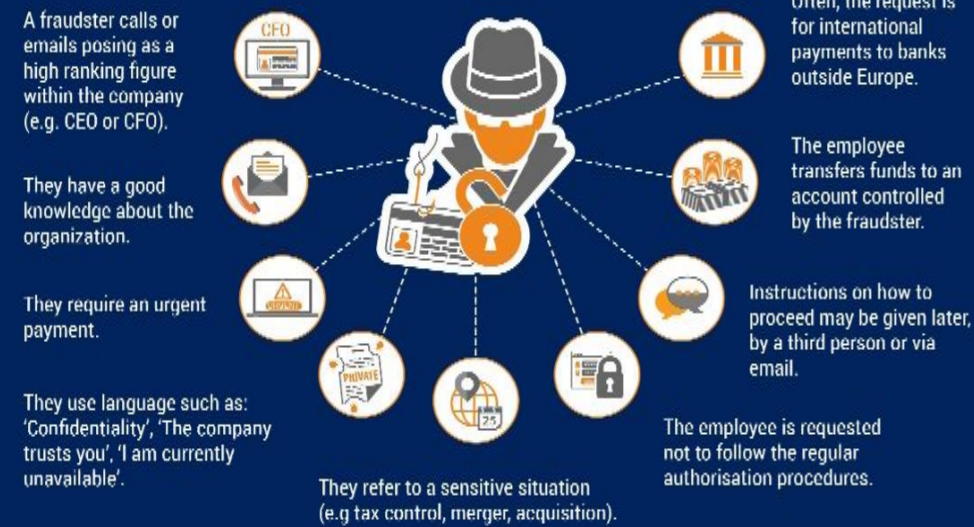 A fraudster calls or
emails posing as a
high ranking figure
within the company
(e.g. CEO or CFO).
CFO
They have a good
knowledge about the
organization.
They require an urgent
payment.
PRIVATE
They use language such as:
'Confidentiality', 'The company
trusts you', 'I am currently
unavailable'.
25
They refer to a sensitive situation
(e.g tax control, merger, acquisition).
The employee is requested
not to follow the regular
authorisation procedures.
Instructions on how to
proceed may be given later,
by a third person or via
email.
The employee
transfers funds to an
account controlled
by the fraudster.
Often, the request is
for international
payments to banks
outside Europe.